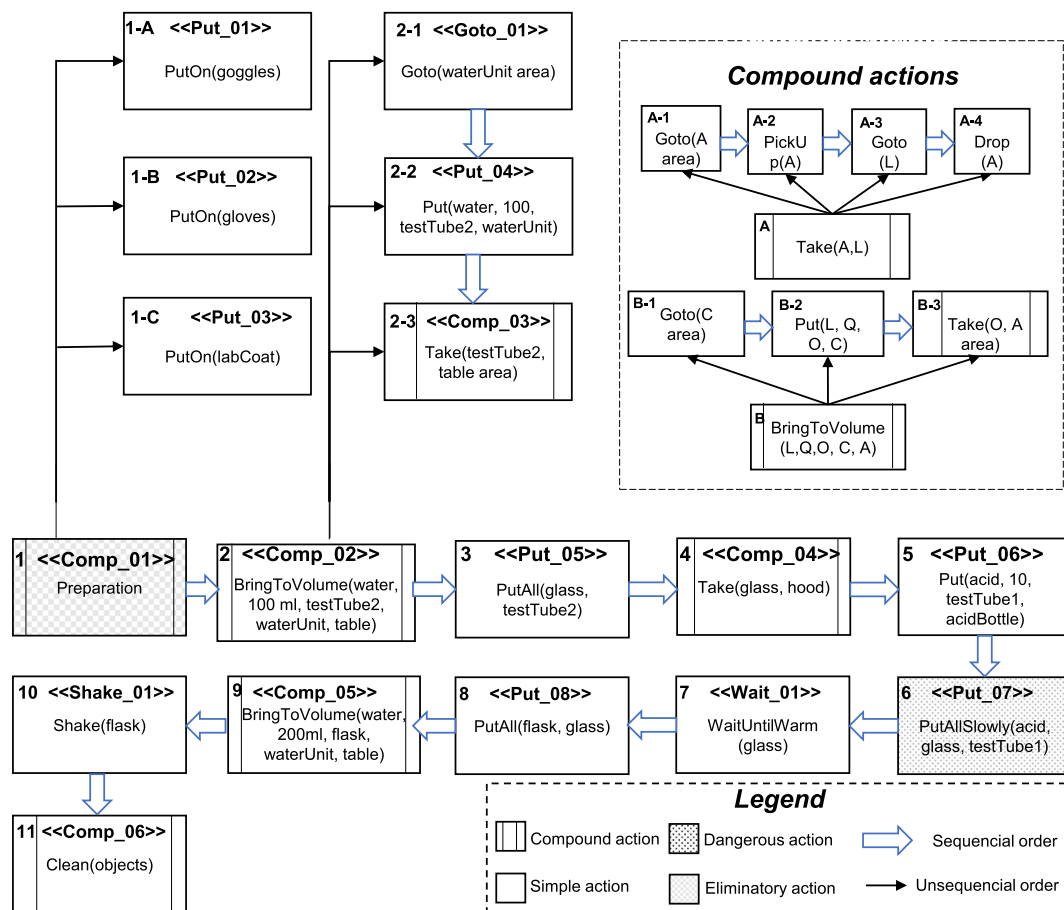 1-A <<Put_01>>
PutOn(goggles)
1-B <<Put_02>>
PutOn(gloves)
1-C <<Put_03>>
PutOn(labCoat)
2-1 <<Goto_01>>
Goto(waterUnit area)
2-2 <<Put_04>>
Put(water, 100,
testTube2, waterUnit)
2-3 <<Comp_03>>
Take(testTube2,
table area)
Compound actions
A-1
Goto(A
area)
A-2
PickU
p(A)
A-3
Goto
(L)
A-4
Drop
(A)
A
Take(A,L)
B-1
Goto(C
area)
B-2
Put(L, Q,
O, C)
B-3
Take(O, A
area)
B
BringToVolume
(L,Q,O, C, A)
1 <<Comp_01>>
Preparation
2 <<Comp_02>>
BringToVolume(water,
100 ml, testTube2,
waterUnit, table)
3 <<Put_05>>
PutAll(glass,
testTube2)
4 <<Comp_04>>
Take(glass, hood)
5 <<Put_06>>
Put(acid, 10,
testTube1,
acidBottle)
6 <<Put_07>>
PutAllSlowly(acid,
glass, testTube1)
7 <<Wait_01>>
WaitUntilWarm
(glass)
8 <<Put_08>>
PutAll(flask, glass)
9 <<Comp_05>>
BringToVolume(water,
200ml, flask,
waterUnit, table)
10 <<Shake_01>>
Shake(flask)
11 <<Comp_06>>
Clean(objects)
Legend
Compound action
Dangerous action
Sequencial order
Simple action
Eliminatory action
Unsequencial order